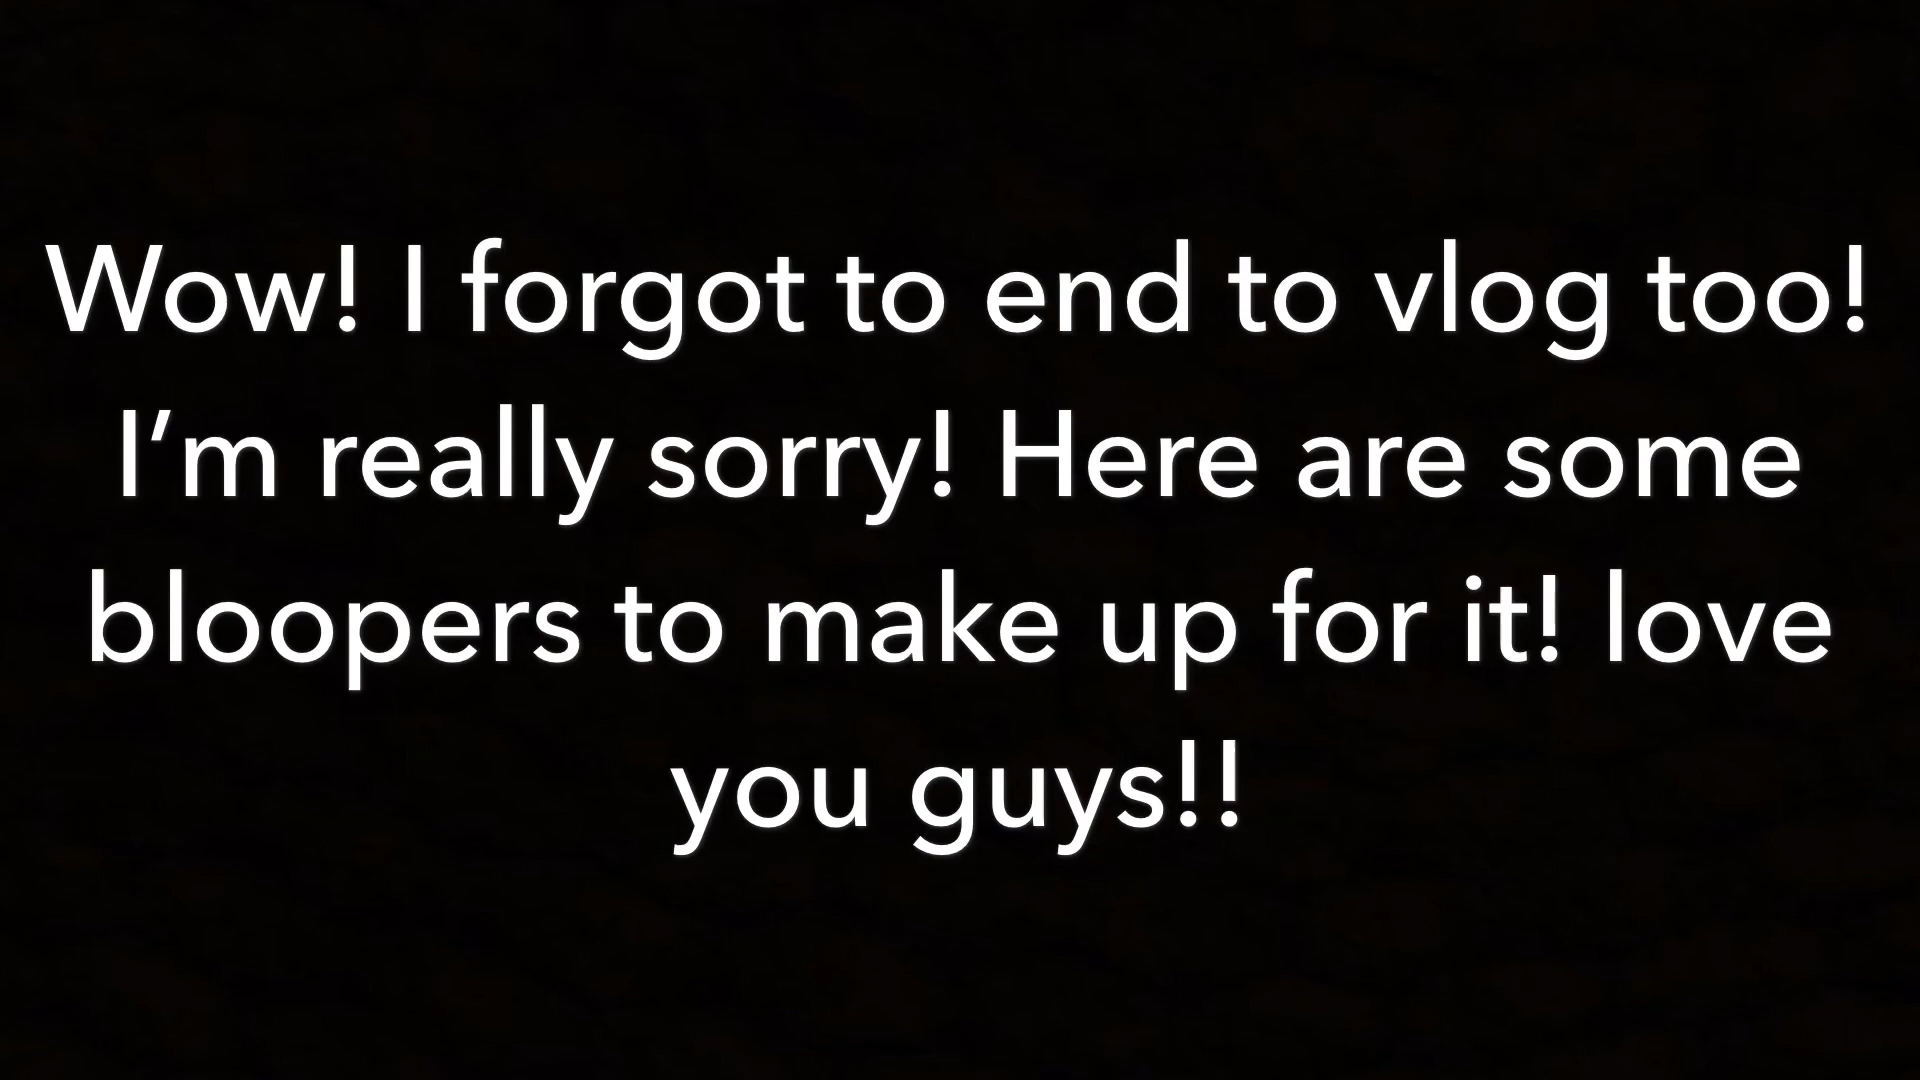 Wow! I forgot to end to vlog too!
I’m really sorry! Here are some
bloopers to make up for it! love
you guys!!